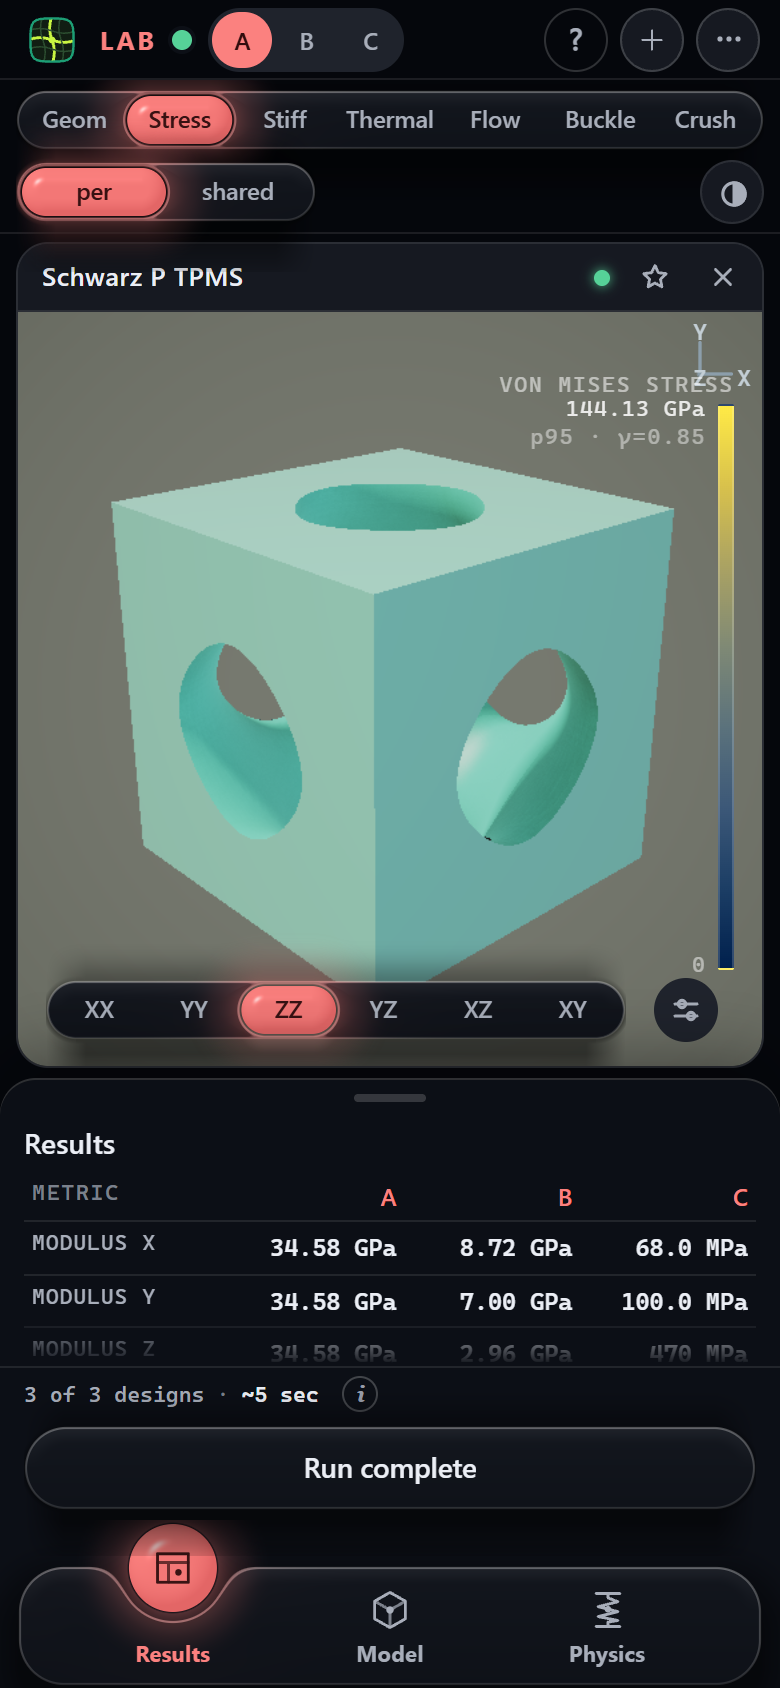 LAB A B C ? + ...
Geom Stress Stiff Thermal Flow Buckle Crush
per shared
Schwarz P TPMS
Y
Z X
VON MISES STRESS
144.13 GPa
p95 · γ=0.85
0
XX YY ZZ YZ XZ XY
Results
METRIC A B C
MODULUS X 34.58 GPa 8.72 GPa 68.0 MPa
MODULUS Y 34.58 GPa 7.00 GPa 100.0 MPa
MODULUS Z 34.58 GPa 2.96 GPa 470 MPa
3 of 3 designs · ~5 sec i
Run complete
Results Model Physics